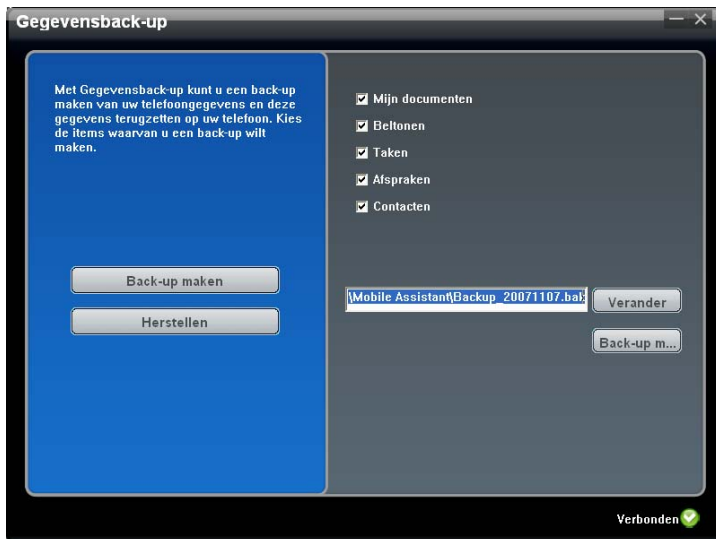 Gegevensback-up
Met Gegevensback-up kunt u een back-up
maken van uw telefoongegevens en deze
gegevens terugzetten op uw telefoon. Kies
de items waarvan u een back-up wilt
maken.
Back-up maken
Herstellen
Mijn documenten
Beltonen
Taken
Afspraken
Contacten
\Mobile Assistant\Backup_20071107.bak
Verander
Back-up m...
Verbonden